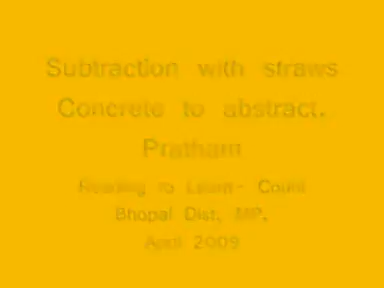 Subtraction with straws
Concrete to abstract.
Pratham
Reading to Learn- Count
Bhopal Dist, MP.
April 2009